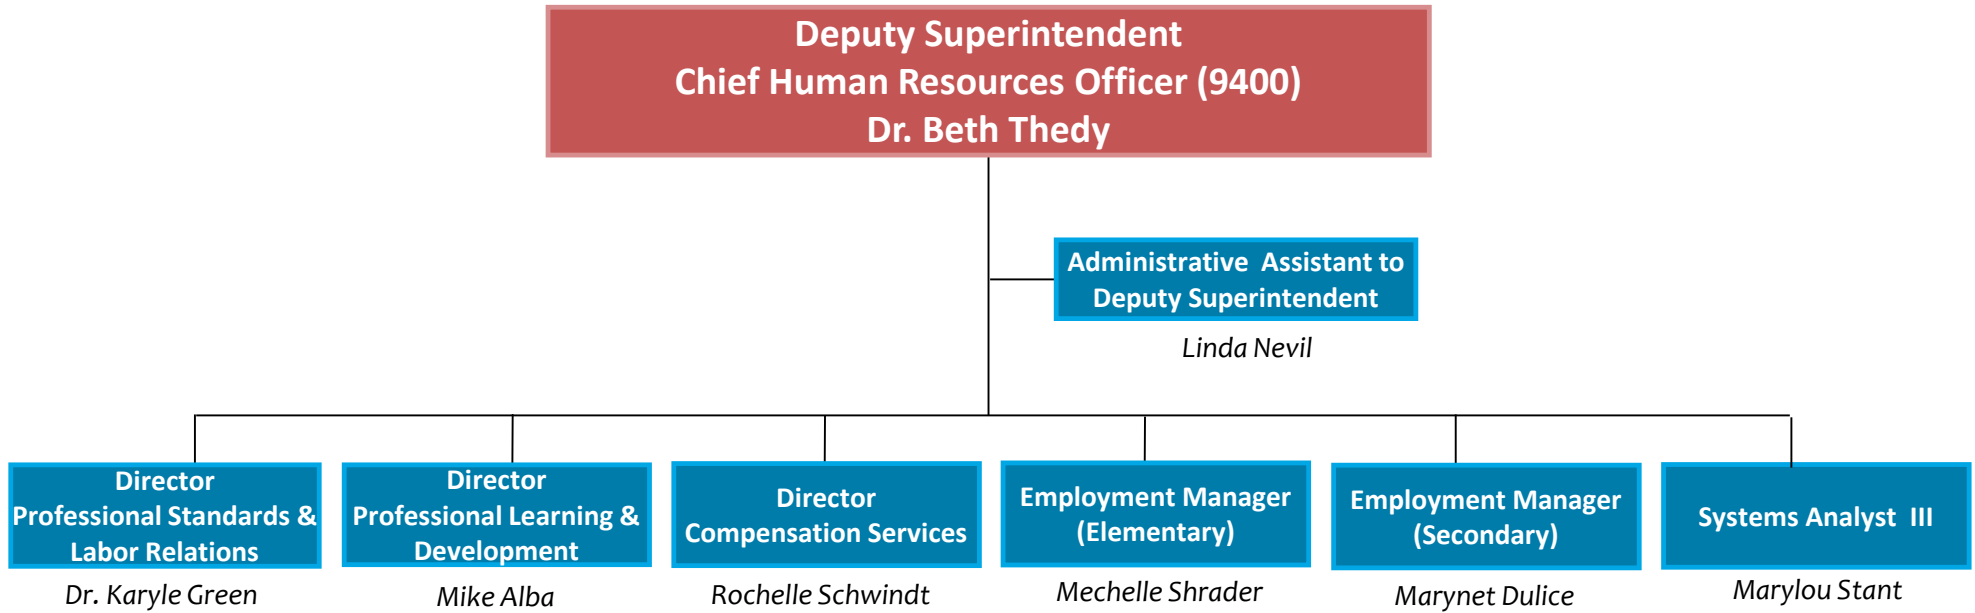 Deputy Superintendent
Chief Human Resources Officer (9400)
Dr. Beth Thedy
Administrative Assistant to
Deputy Superintendent
Linda Nevil
Director
Professional Standards &
Labor Relations
Dr. Karyle Green
Director
Professional Learning &
Development
Mike Alba
Director
Compensation Services
Rochelle Schwindt
Employment Manager
(Elementary)
Mechelle Shrader
Employment Manager
(Secondary)
Marynet Dulice
Systems Analyst III
Marylou Stant